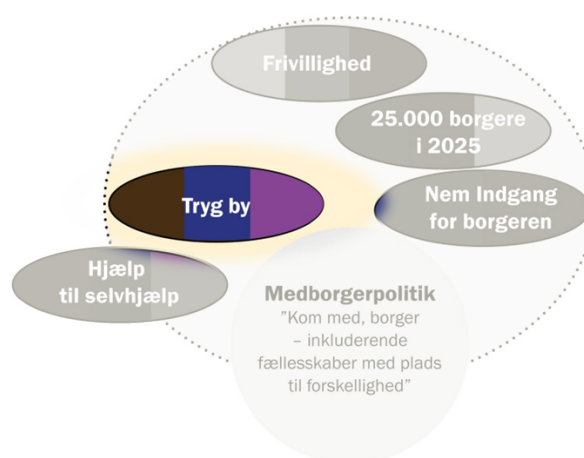 Frivillighed
25.000 borgere
i 2025
Tryg by
Nem Indgang
for borgeren
Hjælp
til selvhjælp
Medborgerpolitik
”Kom med, borger
– inkluderende
fællesskaber med plads
til forskellighed”